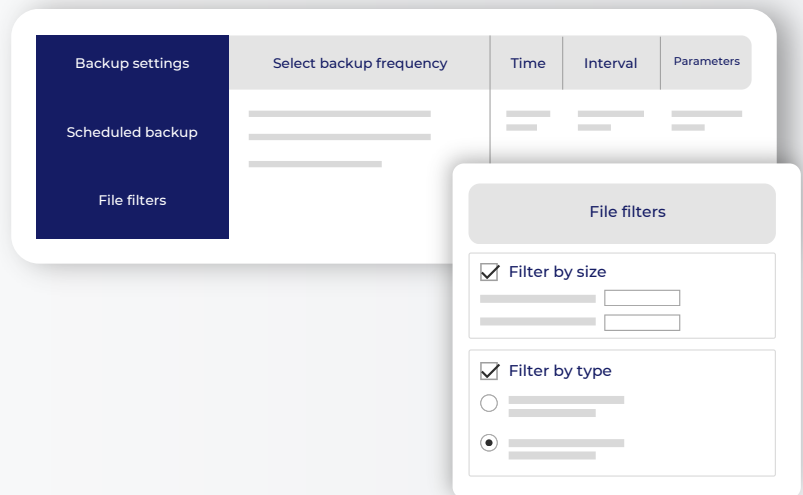 Backup settings
Select backup frequency
Time
Interval
Parameters
Scheduled backup
File filters
File filters
Filter by size
Filter by type